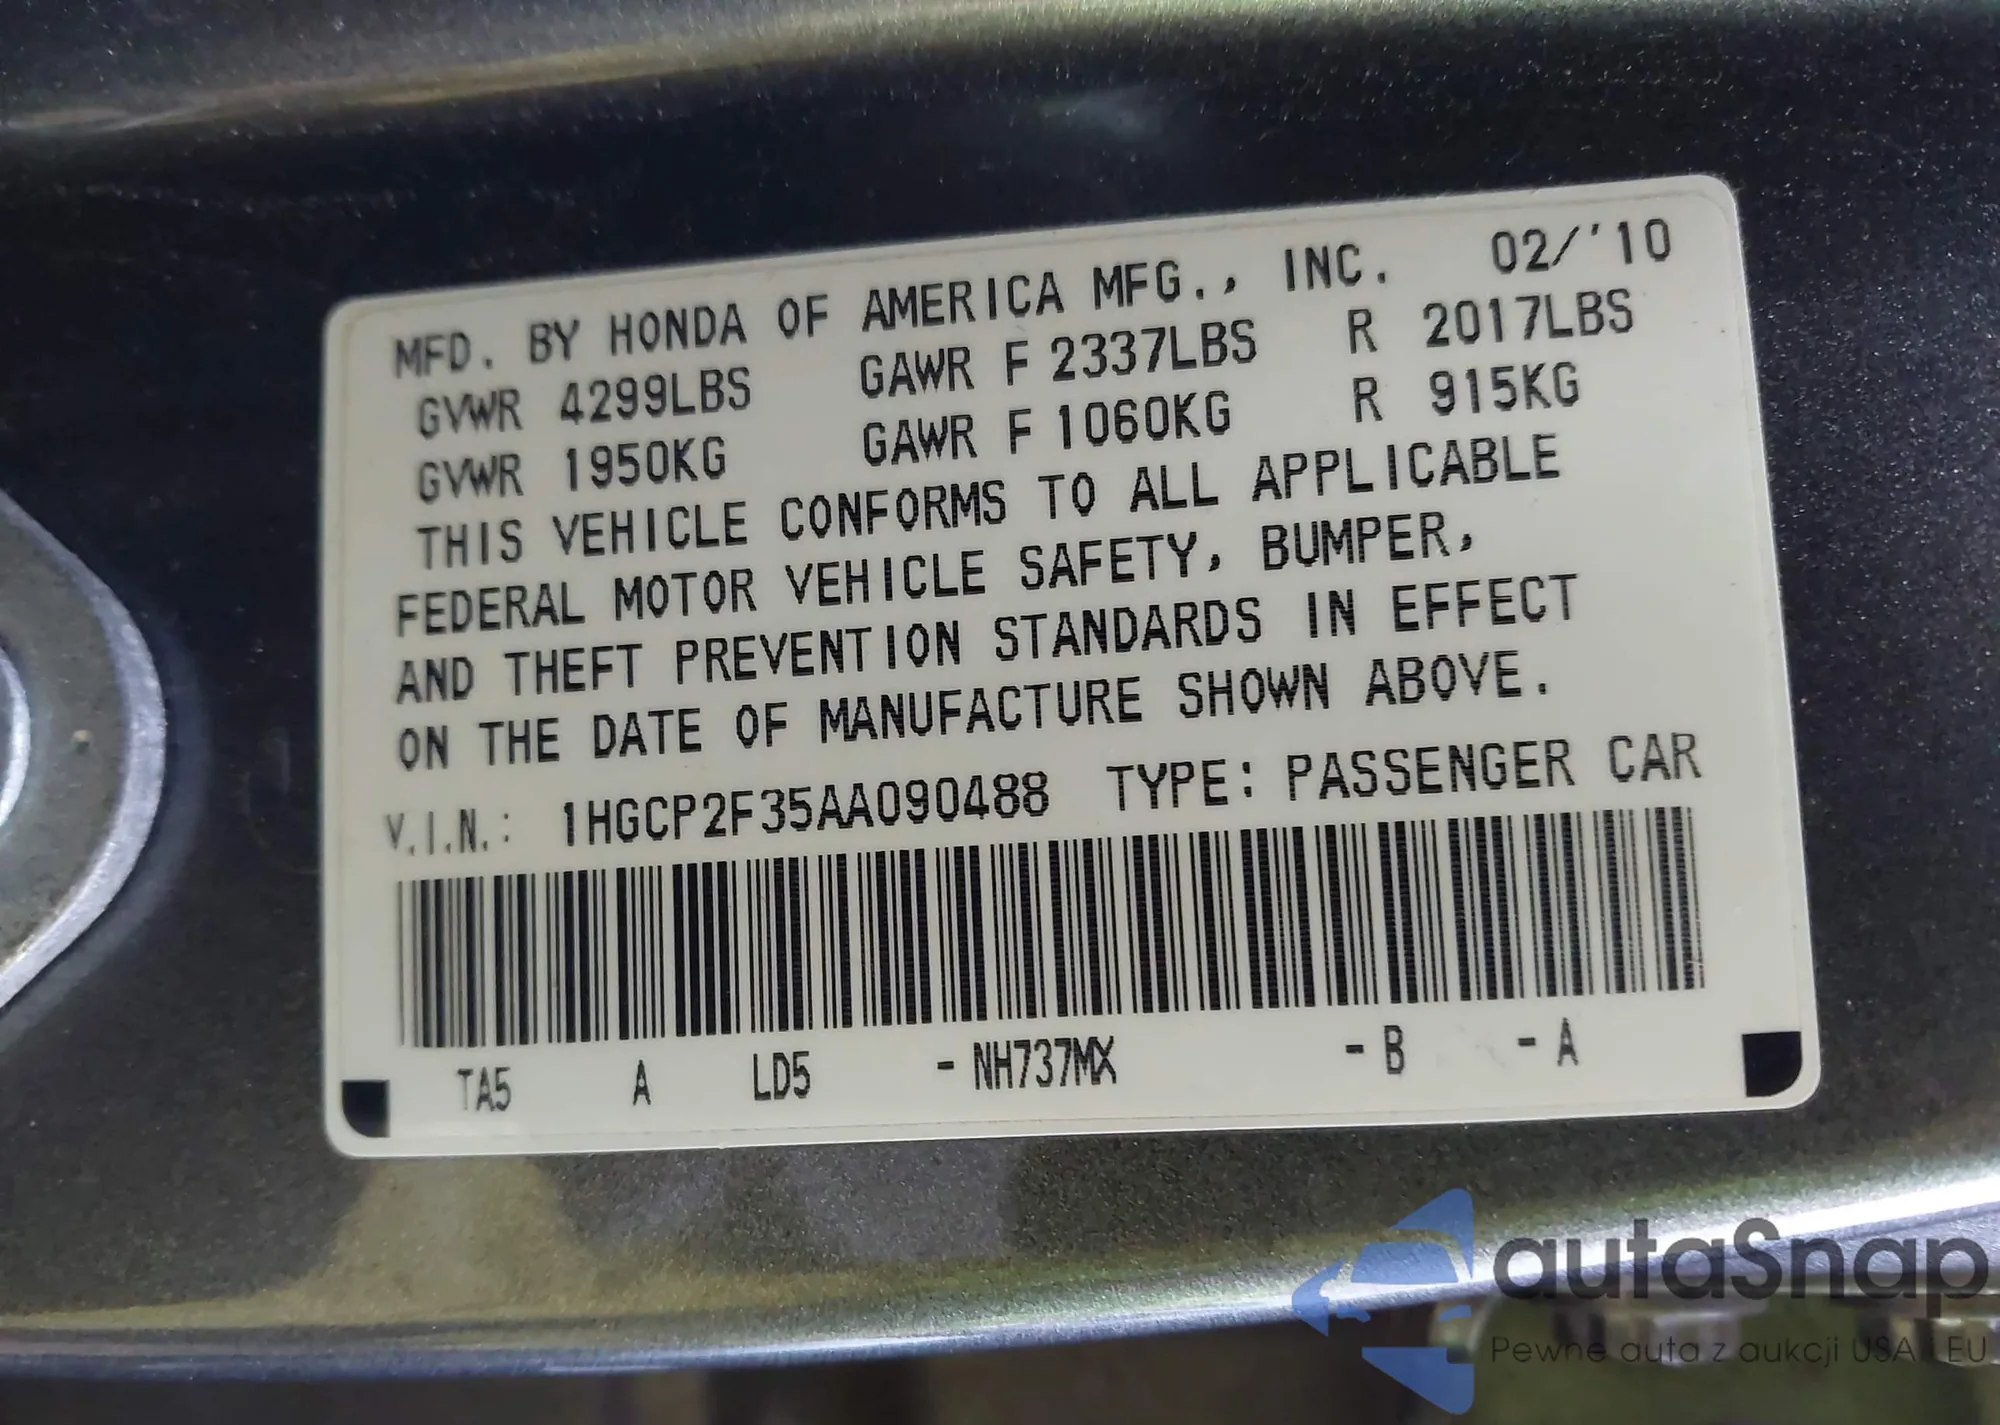 MFD. BY HONDA OF AMERICA MFG., INC. 02/'10
GVWR 4299LBS GAWR F 2337LBS R 2017LBS
GVWR 1950KG GAWR F 1060KG R 915KG
THIS VEHICLE CONFORMS TO ALL APPLICABLE
FEDERAL MOTOR VEHICLE SAFETY, BUMPER,
AND THEFT PREVENTION STANDARDS IN EFFECT
ON THE DATE OF MANUFACTURE SHOWN ABOVE.
V.I.N.: 1HGCP2F35AA090488 TYPE: PASSENGER CAR
TA5 A LD5 -NH737MX -B -A
autaSnap
Pewne auta z aukcji USA i EU